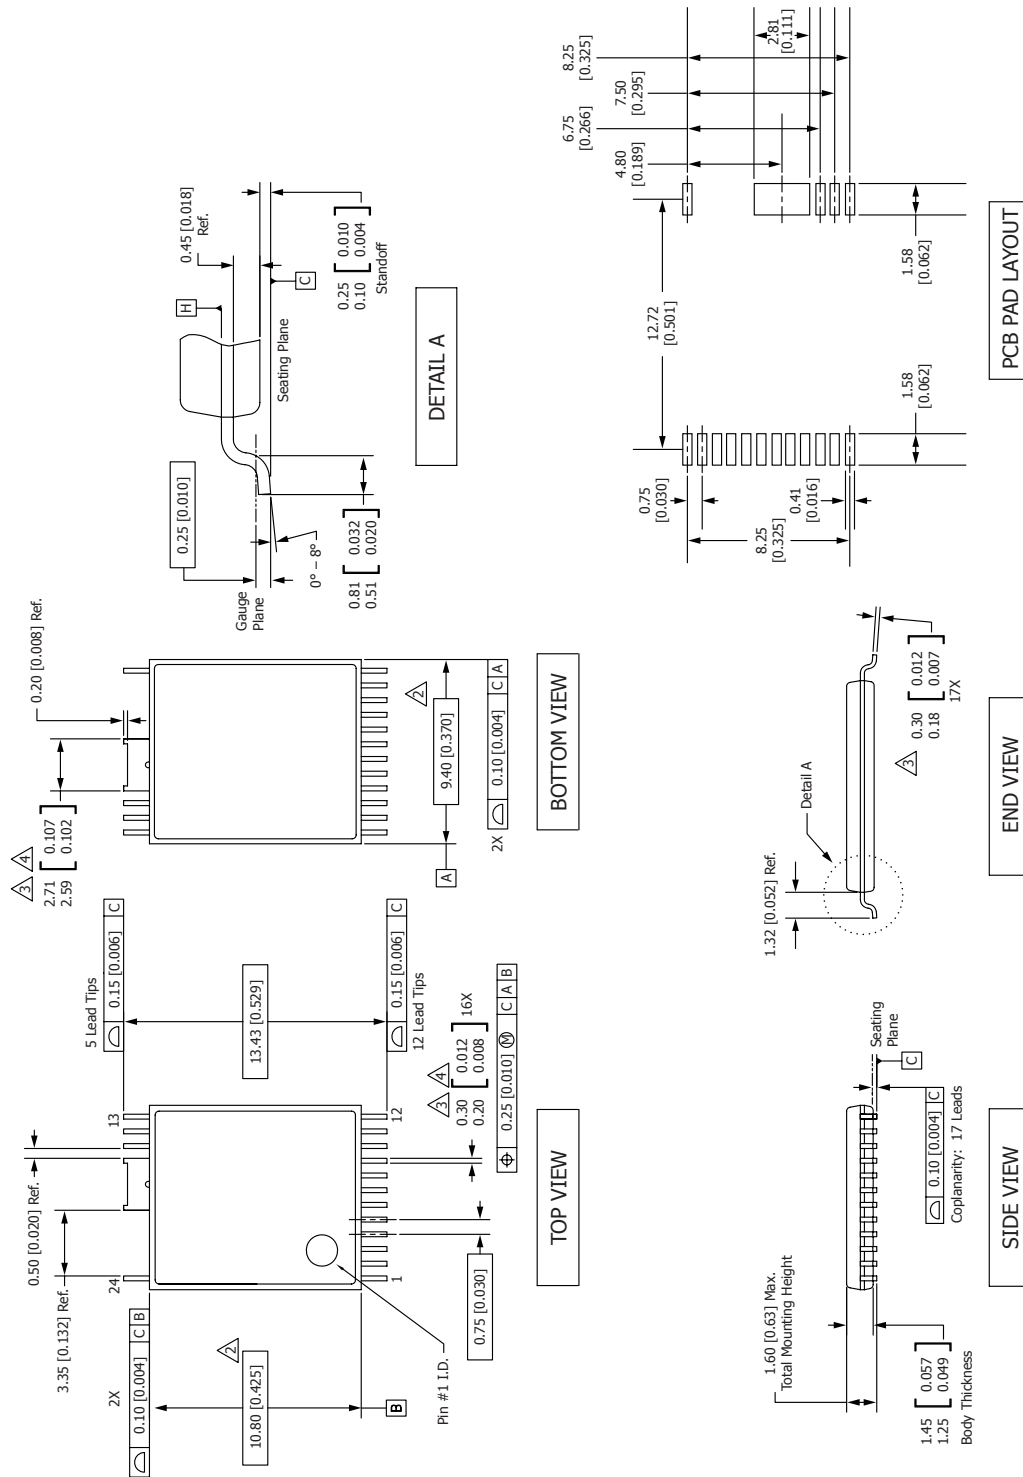 2X
0.10 [0.004] C B
3.35 [0.132] Ref.
0.50 [0.020] Ref.
24
13
5 Lead Tips
0.15 [0.006] C
2
10.80 [0.425]
B
Pin #1 I.D.
1
12
0.75 [0.030]
13.43 [0.529]
0.15 [0.006] C
12 Lead Tips
3 4
0.30 [0.012]
0.20 [0.008]
16X
0.25 [0.010] M C A B
TOP VIEW
3 4
2.71 [0.107]
2.59 [0.102]
0.20 [0.008] Ref.
A
9.40 [0.370]
2
2X
0.10 [0.004] C A
BOTTOM VIEW
Gauge
Plane
0.25 [0.010]
0° – 8°
0.81 [0.032]
0.51 [0.020]
H
0.45 [0.018]
Ref.
Seating Plane
C
0.25 [0.010]
0.10 [0.004]
Standoff
DETAIL A
1.60 [0.63] Max.
Total Mounting Height
1.45 [0.057]
1.25 [0.049]
Body Thickness
Seating
Plane
C
0.10 [0.004] C
Coplanarity: 17 Leads
SIDE VIEW
1.32 [0.052] Ref.
Detail A
3
0.30 [0.012]
0.18 [0.007]
17X
END VIEW
0.75
[0.030]
8.25
[0.325]
0.41
[0.016]
1.58
[0.062]
12.72
[0.501]
4.80
[0.189]
6.75
[0.266]
7.50
[0.295]
8.25
[0.325]
2.81
[0.111]
1.58
[0.062]
PCB PAD LAYOUT